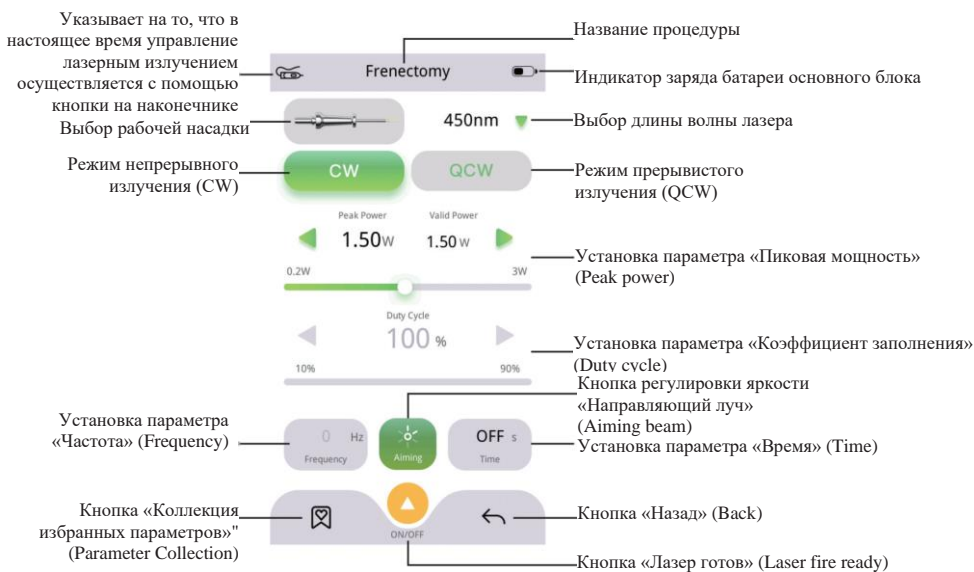 Указывает на то, что в
настоящее время управление
лазерным излучением
осуществляется с помощью
кнопки на наконечнике
Выбор рабочей насадки
Режим непрерывного
излучения (CW)
Установка параметра
«Частота» (Frequency)
Кнопка «Коллекция
избранных параметров»"
(Parameter Collection)
Frenectomy
450nm
CW
QCW
Peak Power
Valid Power
1.50w
1.50 w
0.2W
3W
Duty Cycle
100 %
10%
90%
0 Hz
Frequency
Aiming
OFF s
Time
ON/OFF
Название процедуры
Индикатор заряда батареи основного блока
Выбор длины волны лазера
Режим прерывистого
излучения (QCW)
Установка параметра «Пиковая мощность»
(Peak power)
Установка параметра «Коэффициент заполнения»
(Duty cycle)
Кнопка регулировки яркости
«Направляющий луч»
(Aiming beam)
Установка параметра «Время» (Time)
Кнопка «Назад» (Back)
Кнопка «Лазер готов» (Laser fire ready)